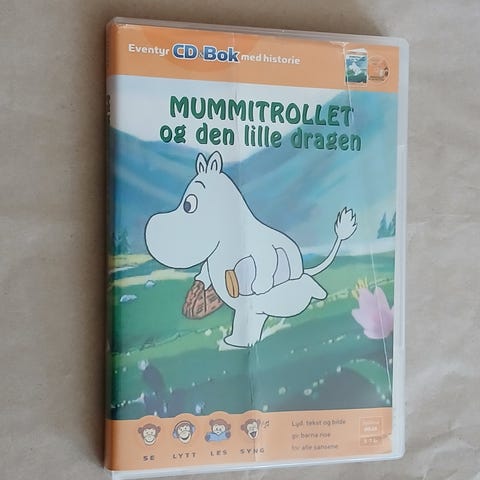 Eventyr CD & Bok med historie
MUMMITROLLET
og den lille dragen
SE LYTT LES SYNG
Lyd, tekst og bilde
gir barna noe
for alle sansene